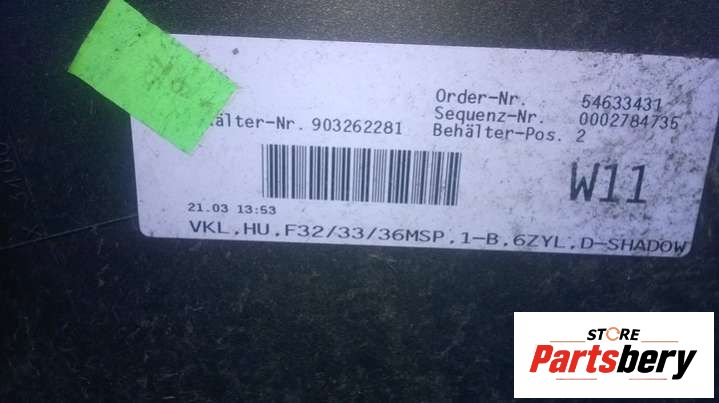 Order-Nr. 54633431
Sequenz-Nr. 0002784735
hälter-Nr. 903262281 Behälter-Pos. 2
W11
21.03 13:53
VKL,HU,F32/33/36MSP,1-B,6ZYL,D-SHADOW
STORE
Partsbery